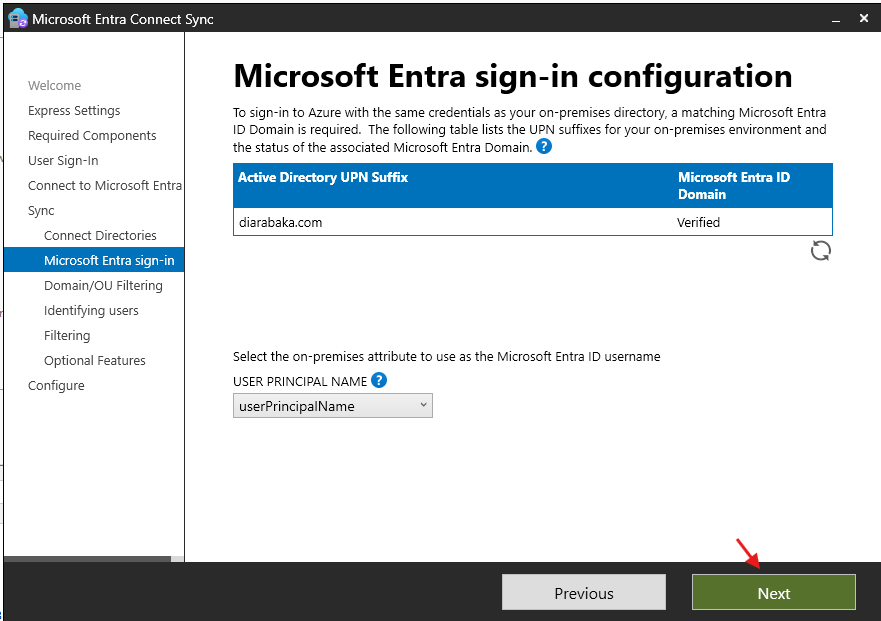 Microsoft Entra Connect Sync
Welcome
Express Settings
Required Components
User Sign-In
Connect to Microsoft Entra
Sync
Connect Directories
Microsoft Entra sign-in
Domain/OU Filtering
Identifying users
Filtering
Optional Features
Configure
Microsoft Entra sign-in configuration
To sign-in to Azure with the same credentials as your on-premises directory, a matching Microsoft Entra
ID Domain is required.  The following table lists the UPN suffixes for your on-premises environment and
the status of the associated Microsoft Entra Domain. ?
Active Directory UPN Suffix
Microsoft Entra ID
Domain
diarabaka.com
Verified
Select the on-premises attribute to use as the Microsoft Entra ID username
USER PRINCIPAL NAME ?
userPrincipalName
Previous
Next